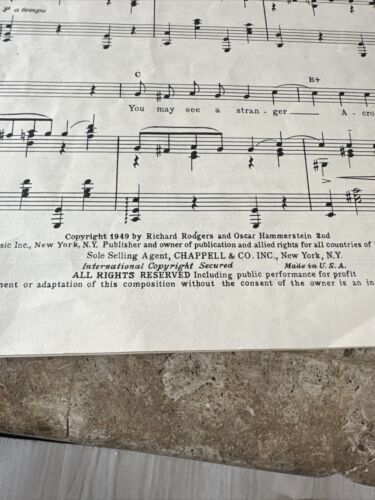 P a tempo
C E+
You may see a stran - ger A - cro
Copyright 1949 by Richard Rodgers and Oscar Hammerstein 2nd
sic Inc., New York, N.Y. Publisher and owner of publication and allied rights for all countries of
Sole Selling Agent, CHAPPELL & CO. INC., New York, N.Y.
International Copyright Secured Made in U.S.A.
ALL RIGHTS RESERVED Including public performance for profit
ment or adaptation of this composition without the consent of the owner is an in